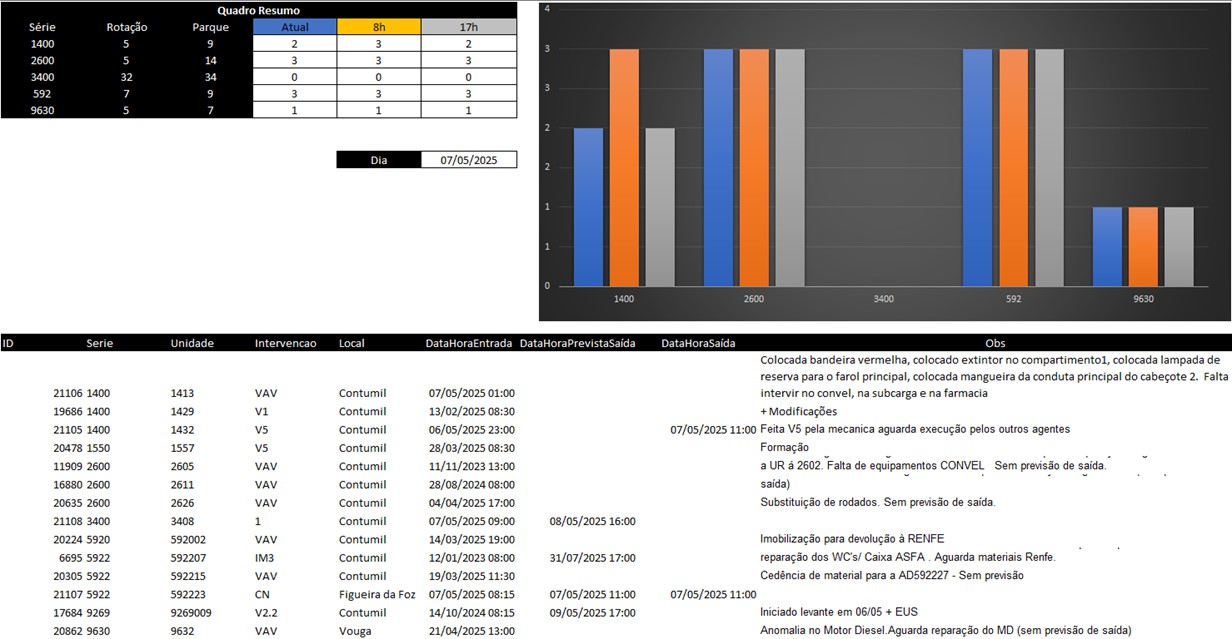 Quadro Resumo
Série Rotação Parque Atual 8h 17h
1400 5 9 2 3 2
2600 5 14 3 3 3
3400 32 34 0 0 0
592 7 9 3 3 3
9630 5 7 1 1 1
Dia 07/05/2025
4
3
3
2
2
1
1
0
1400 2600 3400 592 9630
ID Serie Unidade Intervencao Local DataHoraEntrada DataHoraPrevistaSaída DataHoraSaída Obs
Colocada bandeira vermelha, colocado extintor no compartimento1, colocada lampada de
reserva para o farol principal, colocada mangueira da conduta principal do cabeçote 2. Falta
21106 1400 1413 VAV Contumil 07/05/2025 01:00 intervir no convel, na subcarga e na farmacia
19686 1400 1429 V1 Contumil 13/02/2025 08:30 + Modificações
21105 1400 1432 V5 Contumil 06/05/2025 23:00 07/05/2025 11:00 Feita V5 pela mecanica aguarda execução pelos outros agentes
20478 1550 1557 V5 Contumil 28/03/2025 08:30 Formação
11909 2600 2605 VAV Contumil 11/11/2023 13:00 a UR á 2602. Falta de equipamentos CONVEL Sem previsão de saída.
16880 2600 2611 VAV Contumil 28/08/2024 08:00 saída)
20635 2600 2626 VAV Contumil 04/04/2025 17:00 Substituição de rodados. Sem previsão de saída.
21108 3400 3408 1 Contumil 07/05/2025 09:00 08/05/2025 16:00
20224 5920 592002 VAV Contumil 14/03/2025 19:00 Imobilização para devolução à RENFE
6695 5922 592207 IM3 Contumil 12/01/2023 08:00 31/07/2025 17:00 reparação dos WC's/ Caixa ASFA . Aguarda materiais Renfe.
20305 5922 592215 VAV Contumil 19/03/2025 11:30 Cedência de material para a AD592227 - Sem previsão
21107 5922 592223 CN Figueira da Foz 07/05/2025 08:15 07/05/2025 11:00 07/05/2025 11:00
17684 9269 9269009 V2.2 Contumil 14/10/2024 08:15 09/05/2025 17:00 Iniciado levante em 06/05 + EUS
20862 9630 9632 VAV Vouga 21/04/2025 13:00 Anomalia no Motor Diesel.Aguarda reparação do MD (sem previsão de saída)